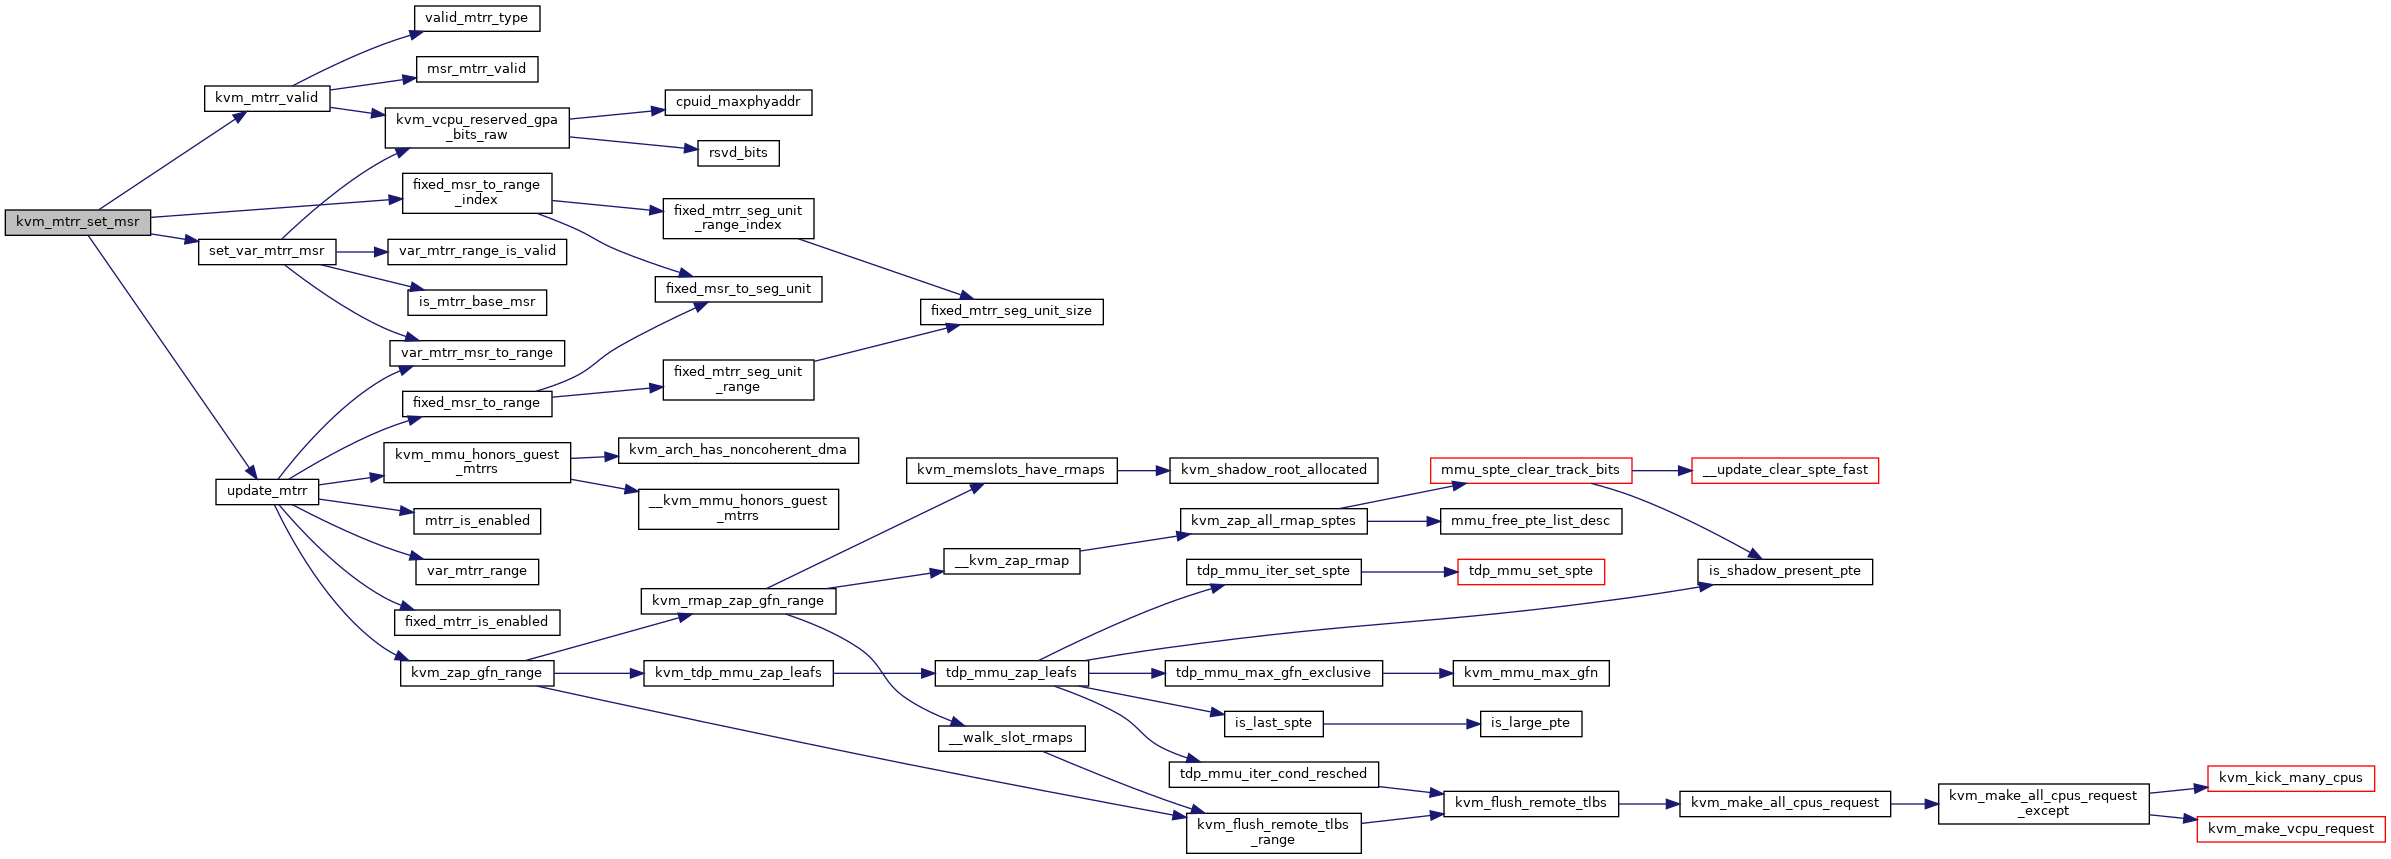 kvm_mtrr_set_msr
kvm_mtrr_valid
set_var_mtrr_msr
update_mtrr
valid_mtrr_type
msr_mtrr_valid
kvm_vcpu_reserved_gpa
_bits_raw
fixed_msr_to_range
_index
var_mtrr_range_is_valid
is_mtrr_base_msr
var_mtrr_msr_to_range
fixed_msr_to_range
kvm_mmu_honors_guest
_mtrrs
mtrr_is_enabled
var_mtrr_range
fixed_mtrr_is_enabled
kvm_zap_gfn_range
cpuid_maxphyaddr
rsvd_bits
fixed_mtrr_seg_unit
_range_index
fixed_msr_to_seg_unit
fixed_mtrr_seg_unit
_range
kvm_arch_has_noncoherent_dma
__kvm_mmu_honors_guest
_mtrrs
kvm_rmap_zap_gfn_range
kvm_tdp_mmu_zap_leafs
fixed_mtrr_seg_unit_size
kvm_memslots_have_rmaps
__kvm_zap_rmap
tdp_mmu_zap_leafs
__walk_slot_rmaps
kvm_shadow_root_allocated
kvm_zap_all_rmap_sptes
tdp_mmu_iter_set_spte
tdp_mmu_max_gfn_exclusive
is_last_spte
tdp_mmu_iter_cond_resched
kvm_flush_remote_tlbs
_range
mmu_spte_clear_track_bits
mmu_free_pte_list_desc
tdp_mmu_set_spte
kvm_mmu_max_gfn
is_large_pte
kvm_flush_remote_tlbs
__update_clear_spte_fast
is_shadow_present_pte
kvm_make_all_cpus_request
kvm_make_all_cpus_request
_except
kvm_kick_many_cpus
kvm_make_vcpu_request